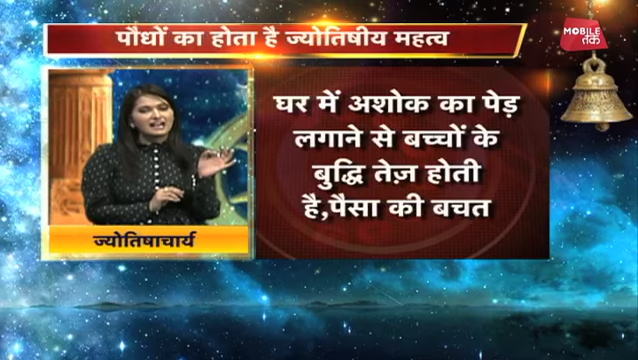 पौधों का होता है ज्योतिषीय महत्व
MOBILE
तक
घर में अशोक का पेड़
लगाने से बच्चों के
बुद्धि तेज़ होती
है,पैसा की बचत
ज्योतिषाचार्य